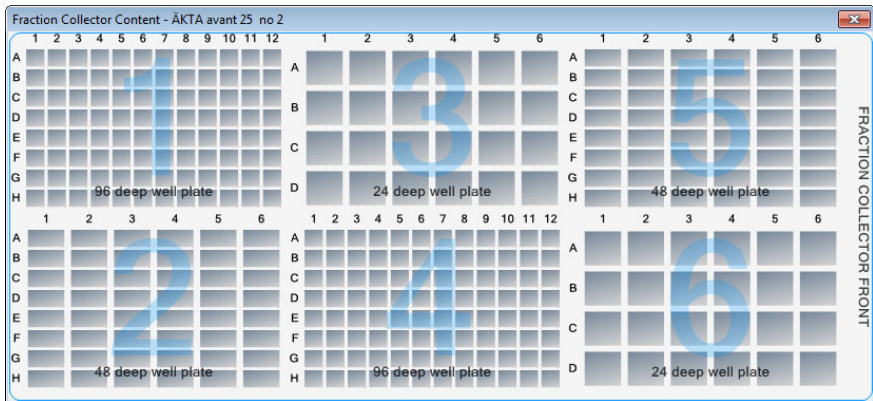 Fraction Collector Content - ÄKTA avant 25 no 2
1 2 3 4 5 6 7 8 9 10 11 12
A
B
C
D
E
F
G
H
1
96 deep well plate
1 2 3 4 5 6
A
B
C
D
3
24 deep well plate
1 2 3 4 5 6
A
B
C
D
E
F
G
H
5
48 deep well plate
1 2 3 4 5 6
A
B
C
D
E
F
G
H
2
48 deep well plate
1 2 3 4 5 6 7 8 9 10 11 12
A
B
C
D
E
F
G
H
4
96 deep well plate
1 2 3 4 5 6
A
B
C
D
6
24 deep well plate
FRACTION COLLECTOR FRONT